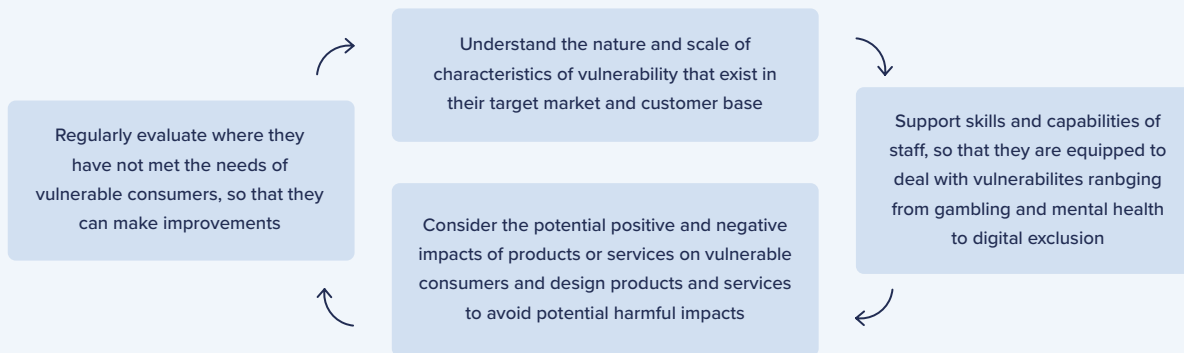 Understand the nature and scale of
characteristics of vulnerability that exist in
their target market and customer base
Support skills and capabilities of
staff, so that they are equipped to
deal with vulnerabilites ranbging
from gambling and mental health
to digital exclusion
Consider the potential positive and negative
impacts of products or services on vulnerable
consumers and design products and services
to avoid potential harmful impacts
Regularly evaluate where they
have not met the needs of
vulnerable consumers, so that they
can make improvements